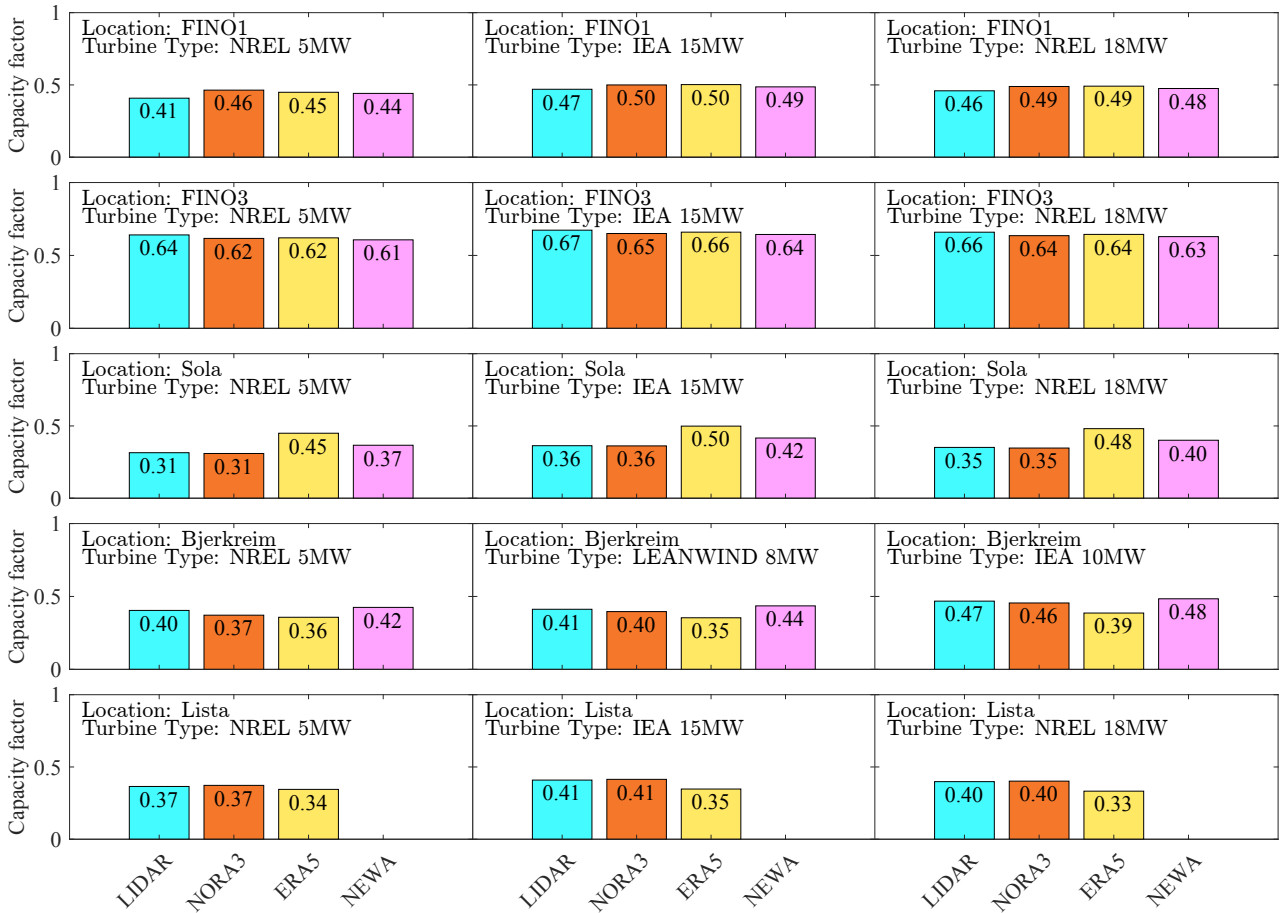 1
Location: FINO1
Turbine Type: NREL 5MW
Location: FINO1
Turbine Type: IEA 15MW
Location: FINO1
Turbine Type: NREL 18MW
Capacity factor
0.5
0
0.41
0.46
0.45
0.44
0.47
0.50
0.50
0.49
0.46
0.49
0.49
0.48
1
Location: FINO3
Turbine Type: NREL 5MW
Location: FINO3
Turbine Type: IEA 15MW
Location: FINO3
Turbine Type: NREL 18MW
Capacity factor
0.5
0
0.64
0.62
0.62
0.61
0.67
0.65
0.66
0.64
0.66
0.64
0.64
0.63
1
Location: Sola
Turbine Type: NREL 5MW
Location: Sola
Turbine Type: IEA 15MW
Location: Sola
Turbine Type: NREL 18MW
Capacity factor
0.5
0
0.31
0.31
0.45
0.37
0.36
0.36
0.50
0.42
0.35
0.35
0.48
0.40
1
Location: Bjerkreim
Turbine Type: NREL 5MW
Location: Bjerkreim
Turbine Type: LEANWIND 8MW
Location: Bjerkreim
Turbine Type: IEA 10MW
Capacity factor
0.5
0
0.40
0.37
0.36
0.42
0.41
0.40
0.35
0.44
0.47
0.46
0.39
0.48
1
Location: Lista
Turbine Type: NREL 5MW
Location: Lista
Turbine Type: IEA 15MW
Location: Lista
Turbine Type: NREL 18MW
Capacity factor
0.5
0
0.37
0.37
0.34
0.41
0.41
0.35
0.40
0.40
0.33
LIDAR
NORA3
ERA5
NEWA
LIDAR
NORA3
ERA5
NEWA
LIDAR
NORA3
ERA5
NEWA